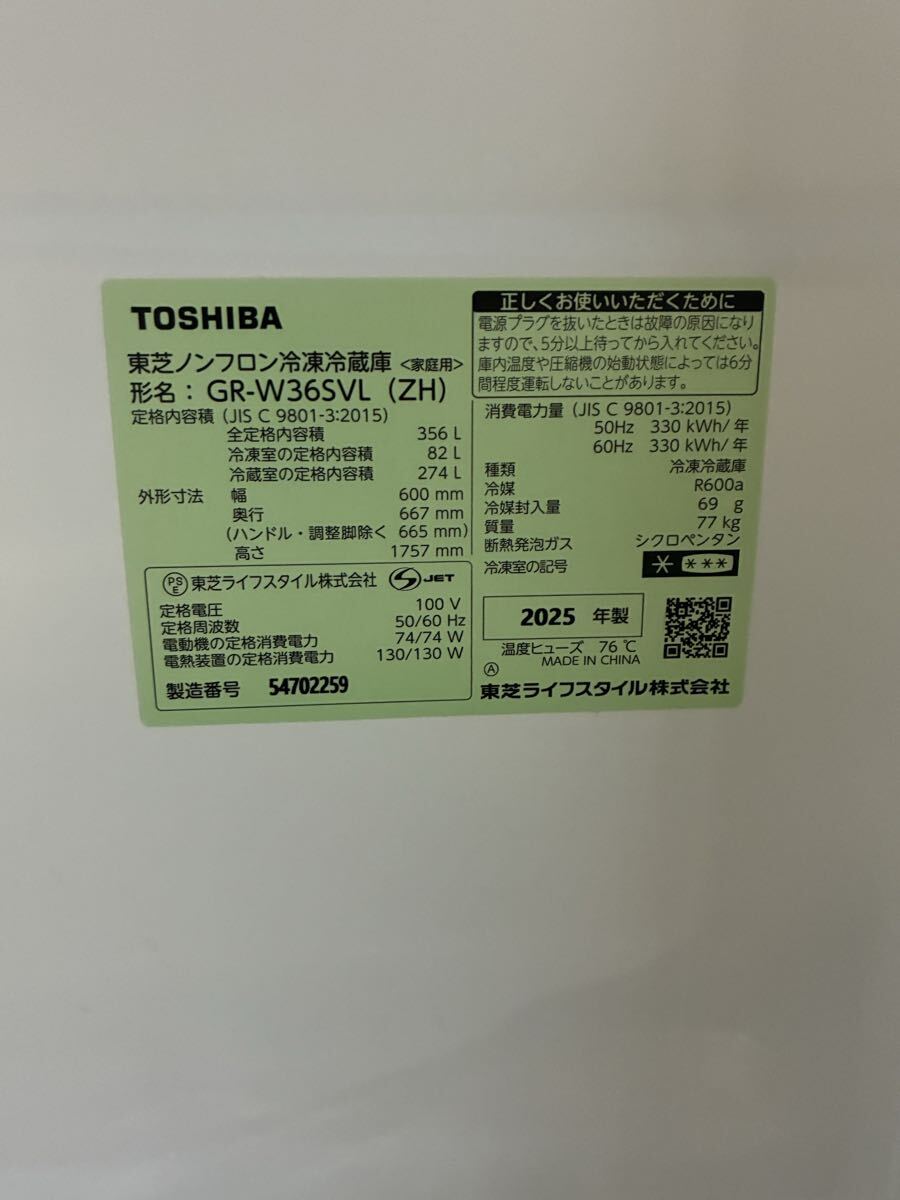 TOSHIBA
東芝ノンフロン冷凍冷蔵庫 <家庭用>
形名：GR-W36SVL (ZH)
定格内容積 (JIS C 9801-3:2015)
全定格内容積 356 L
冷凍室の定格内容積 82 L
冷蔵室の定格内容積 274 L
外形寸法 幅 600 mm
奥行 667 mm
(ハンドル・調整脚除く 665 mm)
高さ 1757 mm
PSE 東芝ライフスタイル株式会社 S JET
定格電圧 100 V
定格周波数 50/60 Hz
電動機の定格消費電力 74/74 W
電熱装置の定格消費電力 130/130 W
製造番号 54702259
正しくお使いいただくために
電源プラグを抜いたときは故障の原因になり
ますので、5分以上待ってから入れてください。
庫内温度や圧縮機の始動状態によっては6分
間程度運転しないことがあります。
消費電力量 (JIS C 9801-3:2015)
50Hz 330 kWh/年
60Hz 330 kWh/年
種類 冷凍冷蔵庫
冷媒 R600a
冷媒封入量 69 g
質量 77 kg
断熱発泡ガス シクロペンタン
冷凍室の記号 * ***
2025 年製
温度ヒューズ 76℃
Ⓐ MADE IN CHINA
東芝ライフスタイル株式会社